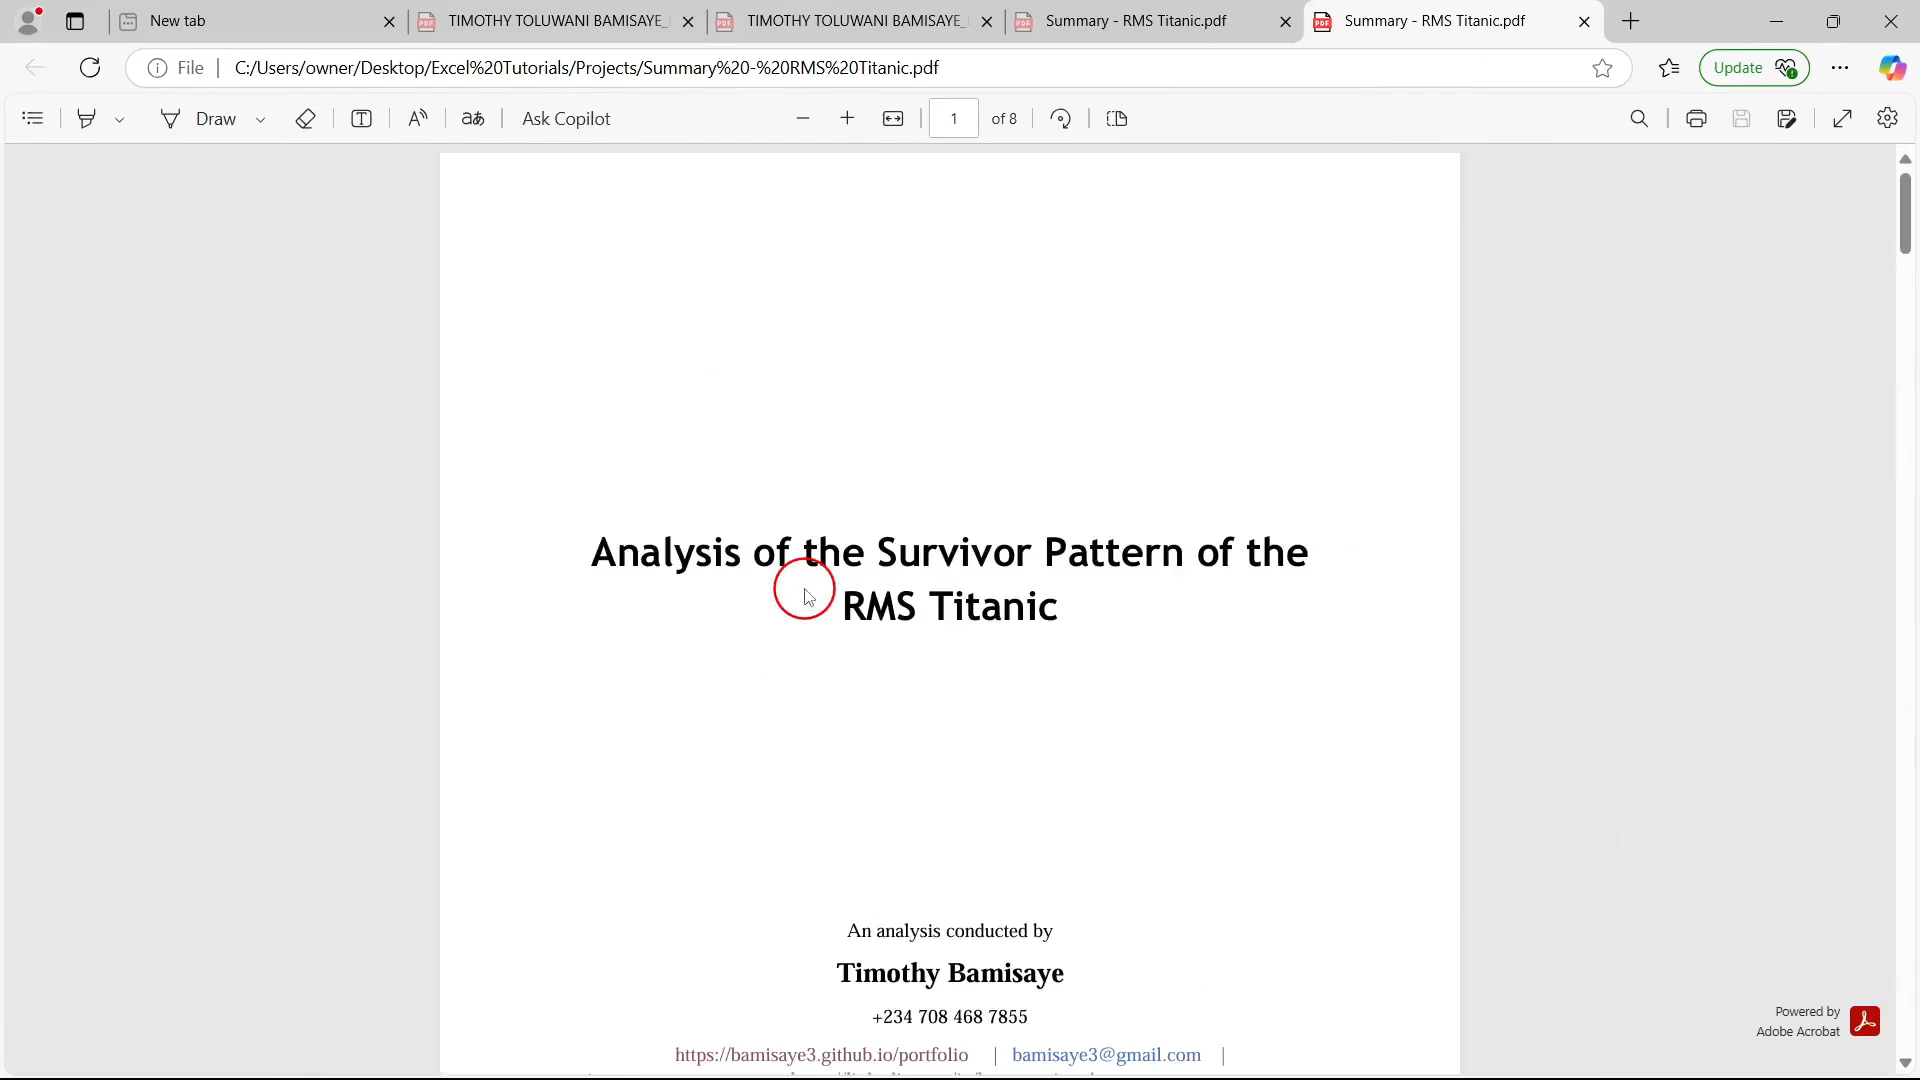 New tab
TIMOTHY TOLUWANI BAMISAYE_
TIMOTHY TOLUWANI BAMISAYE_
Summary - RMS Titanic.pdf
Summary - RMS Titanic.pdf
File
C:/Users/owner/Desktop/Excel%20Tutorials/Projects/Summary%20-%20RMS%20Titanic.pdf
Update
Draw
Ask Copilot
1 of 8
Analysis of the Survivor Pattern of the
RMS Titanic
An analysis conducted by
Timothy Bamisaye
+234 708 468 7855
https://bamisaye3.github.io/portfolio | bamisaye3@gmail.com |
Powered by
Adobe Acrobat